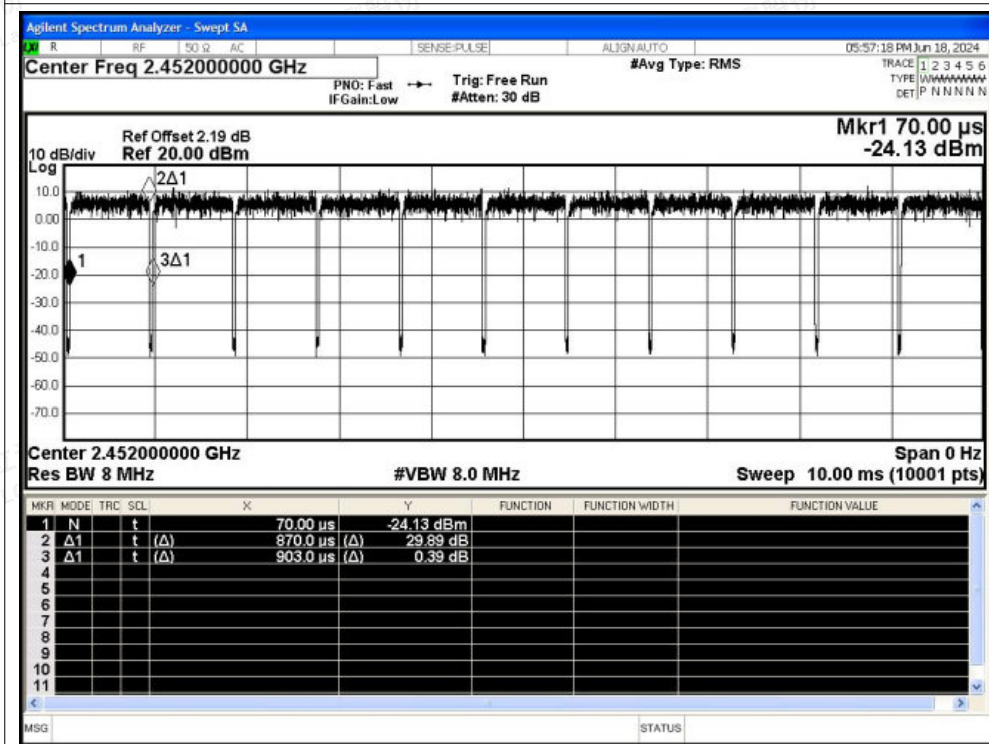 Agilent Spectrum Analyzer - Swept SA
R RF 50 Ω AC SENSE:PULSE ALIGN AUTO 05:57:18 PM Jun 18, 2024
Center Freq 2.452000000 GHz #Avg Type: RMS TRACE 1 2 3 4 5 6
PNO: Fast Trig: Free Run TYPE WWWWWW
IFGain:Low #Atten: 30 dB DET P N N N N N
Mkr1 70.00 µs
Ref Offset 2.19 dB
10 dB/div Ref 20.00 dBm -24.13 dBm
Log
2Δ1
10.0
0.00
-10.0
1 3Δ1
-20.0
-30.0
-40.0
-50.0
-60.0
-70.0
Center 2.452000000 GHz Span 0 Hz
Res BW 8 MHz #VBW 8.0 MHz Sweep 10.00 ms (10001 pts)
MKR MODE TRC SCL X Y FUNCTION FUNCTION WIDTH FUNCTION VALUE
1 N t 70.00 µs -24.13 dBm
2 Δ1 t (Δ) 870.0 µs (Δ) 29.89 dB
3 Δ1 t (Δ) 903.0 µs (Δ) 0.39 dB
4
5
6
7
8
9
10
11
MSG STATUS